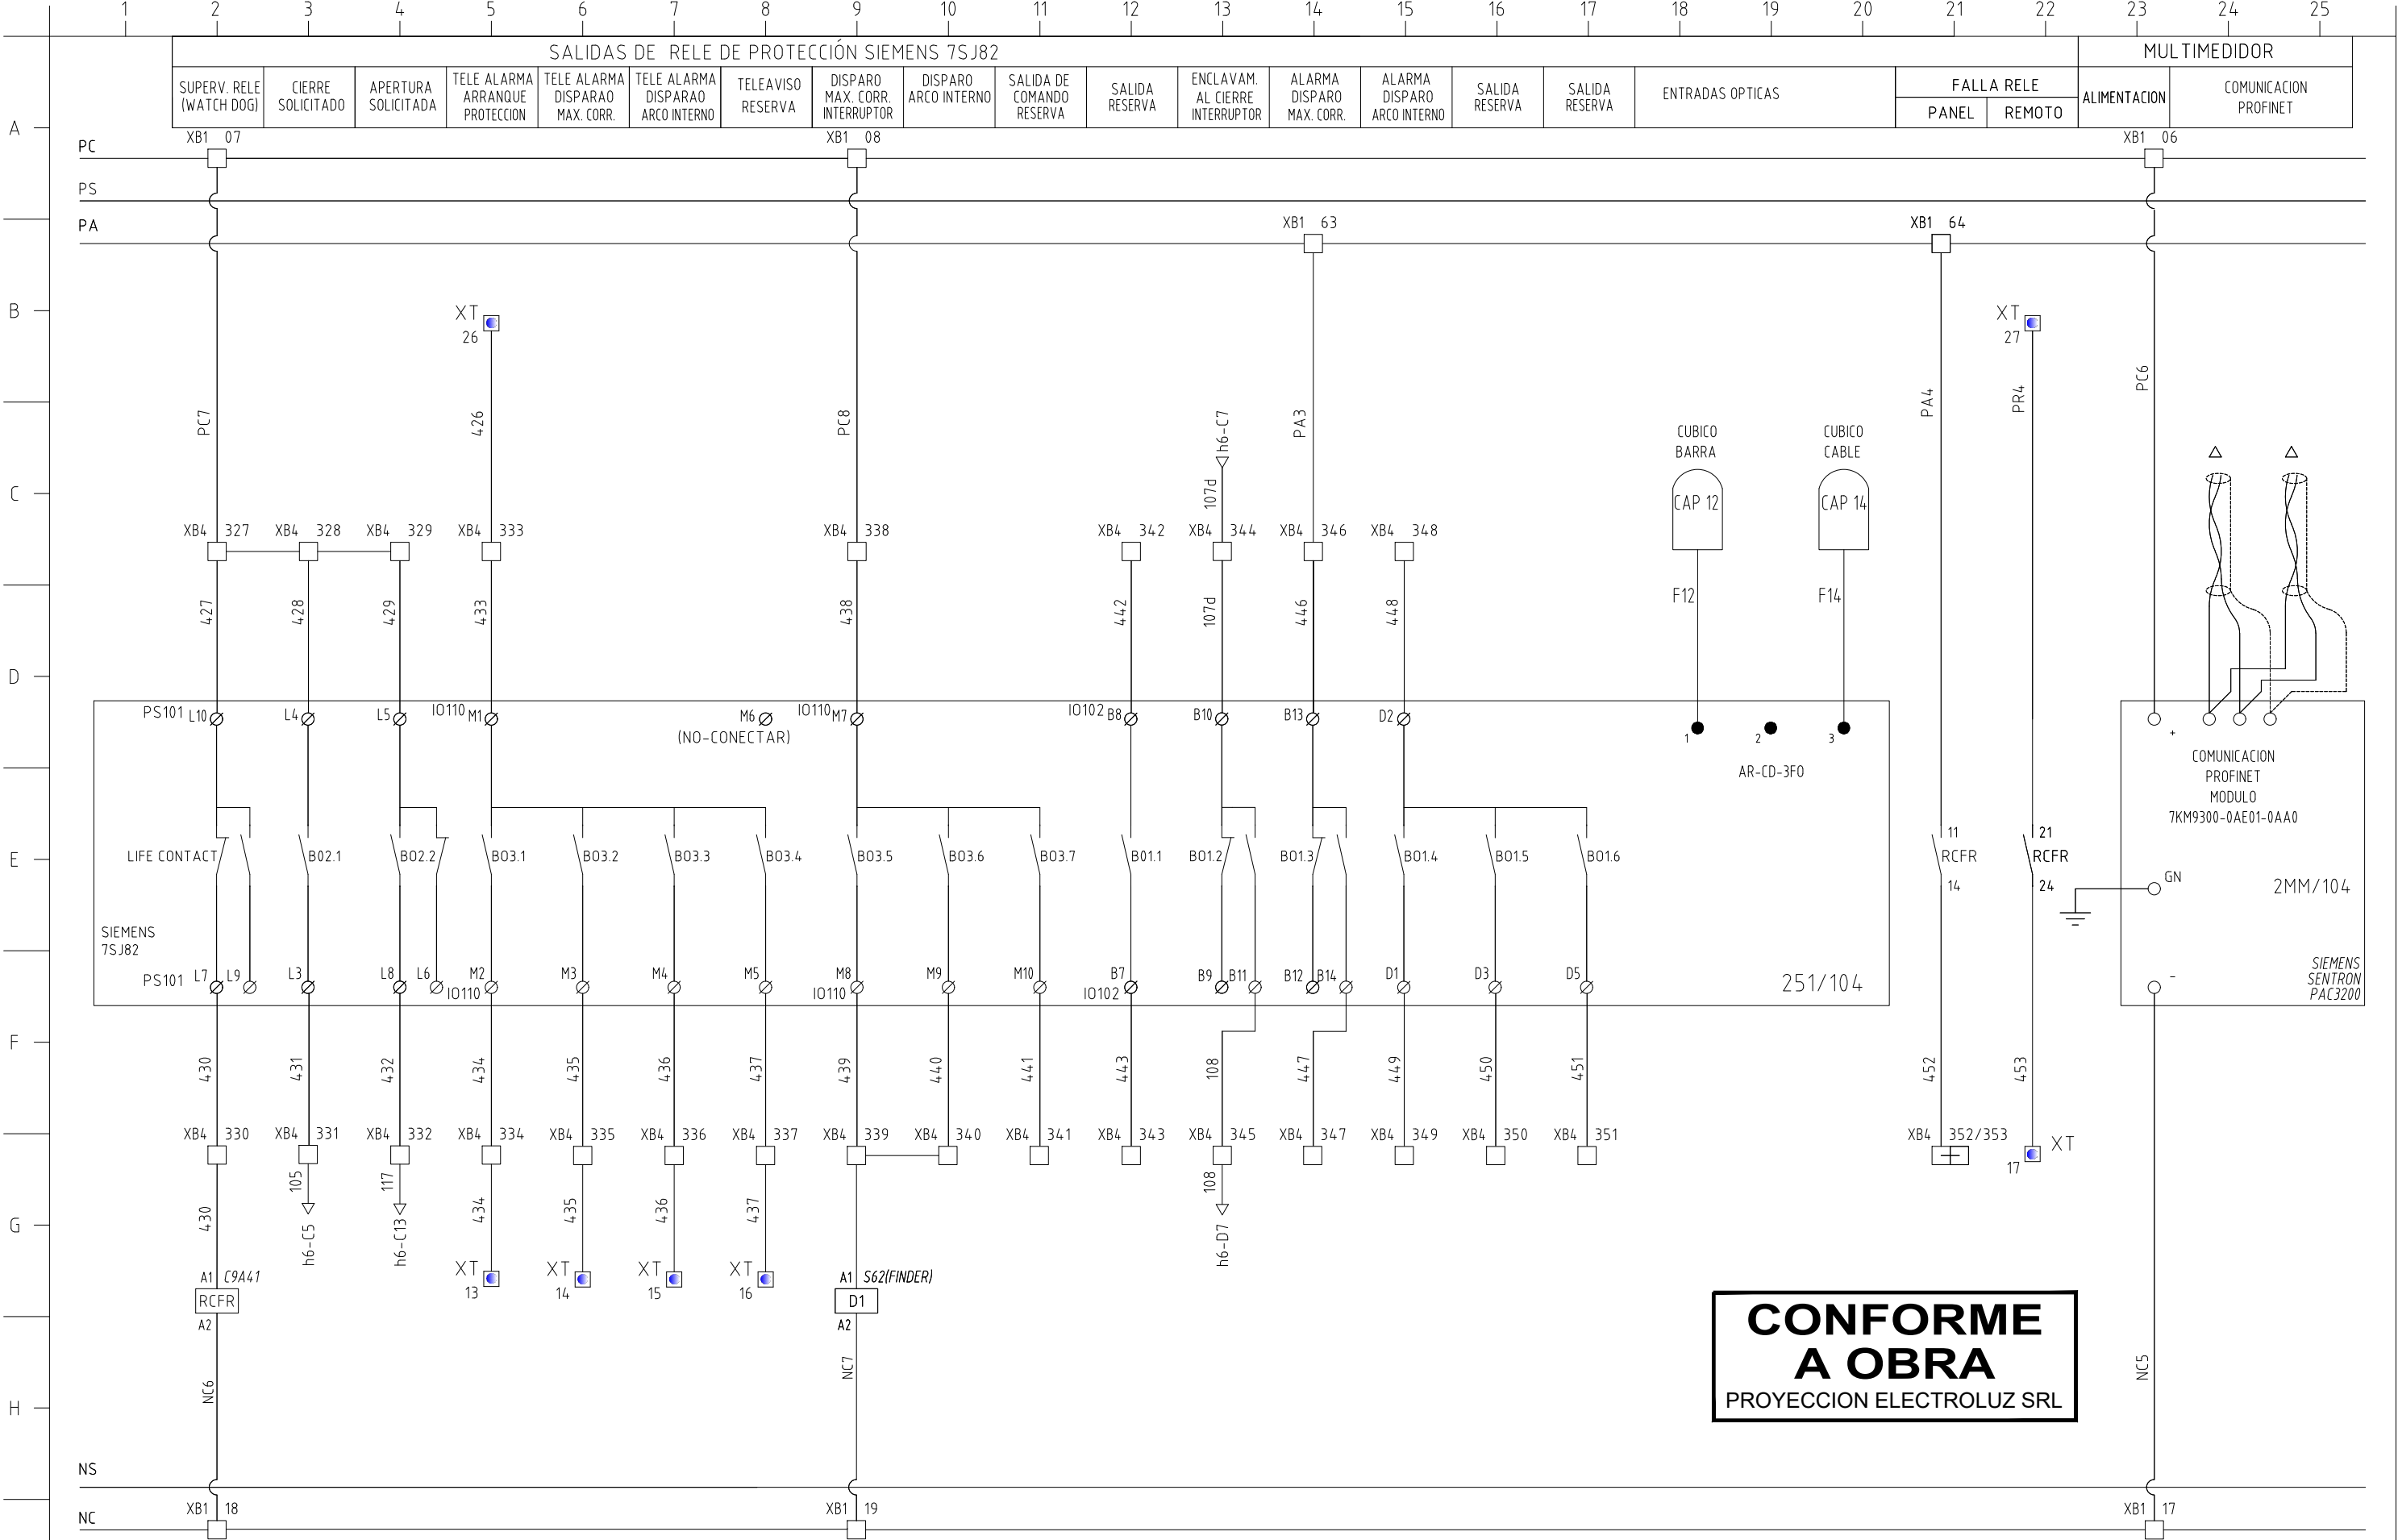 1 2 3 4 5 6 7 8 9 10 11 12 13 14 15 16 17 18 19 20 21 22 23 24 25
SALIDAS DE RELE DE PROTECCIÓN SIEMENS 7SJ82
MULTIMEDIDOR
SUPERV. RELE
(WATCH DOG)
CIERRE
SOLICITADO
APERTURA
SOLICITADA
TELE ALARMA
ARRANQUE
PROTECCION
TELE ALARMA
DISPARAO
MAX. CORR.
TELE ALARMA
DISPARAO
ARCO INTERNO
TELEAVISO
RESERVA
DISPARO
MAX. CORR.
INTERRUPTOR
DISPARO
ARCO INTERNO
SALIDA DE
COMANDO
RESERVA
SALIDA
RESERVA
ENCLAVAM.
AL CIERRE
INTERRUPTOR
ALARMA
DISPARO
MAX. CORR.
ALARMA
DISPARO
ARCO INTERNO
SALIDA
RESERVA
SALIDA
RESERVA
ENTRADAS OPTICAS
FALLA RELE
PANEL REMOTO
ALIMENTACION
COMUNICACION
PROFINET
A
XB1 07
XB1 08
XB1 06
PC
PS
PA
XB1 63
XB1 64
B
XT
26
XT
27
PC7
426
PC8
h6-C7
PA3
PA4
PR4
PC6
CUBICO
BARRA
CUBICO
CABLE
C
107d
CAP 12
CAP 14
XB4 327
XB4 328
XB4 329
XB4 333
XB4 338
XB4 342
XB4 344
XB4 346
XB4 348
427
428
429
433
438
442
107d
446
448
F12
F14
D
PS101 L10
L4
L5
IO110 M1
M6
(NO-CONECTAR)
IO110 M7
IO102 B8
B10
B13
D2
1
2
3
AR-CD-3FO
+
COMUNICACION
PROFINET
MODULO
7KM9300-0AE01-0AA0
E
LIFE CONTACT
BO2.1
BO2.2
BO3.1
BO3.2
BO3.3
BO3.4
BO3.5
BO3.6
BO3.7
BO1.1
BO1.2
BO1.3
BO1.4
BO1.5
BO1.6
11
RCFR
14
21
RCFR
24
GN
2MM/104
SIEMENS
7SJ82
PS101 L7
L9
L3
L8
L6
M2
IO110
M3
M4
M5
M8
IO110
M9
M10
B7
IO102
B9
B11
B12
B14
D1
D3
D5
251/104
-
SIEMENS
SENTRON
PAC3200
F
430
431
432
434
435
436
437
439
440
441
443
108
447
449
450
451
452
453
XB4 330
XB4 331
XB4 332
XB4 334
XB4 335
XB4 336
XB4 337
XB4 339
XB4 340
XB4 341
XB4 343
XB4 345
XB4 347
XB4 349
XB4 350
XB4 351
XB4 352/353
XT
17
G
430
105
h6-C5
117
h6-C13
434
435
436
437
108
h6-D7
XT
13
XT
14
XT
15
XT
16
A1 C9A41
RCFR
A2
A1 S62(FINDER)
D1
A2
CONFORME
A OBRA
PROYECCION ELECTROLUZ SRL
H
NC6
NC7
NC5
NS
XB1 18
XB1 19
XB1 17
NC